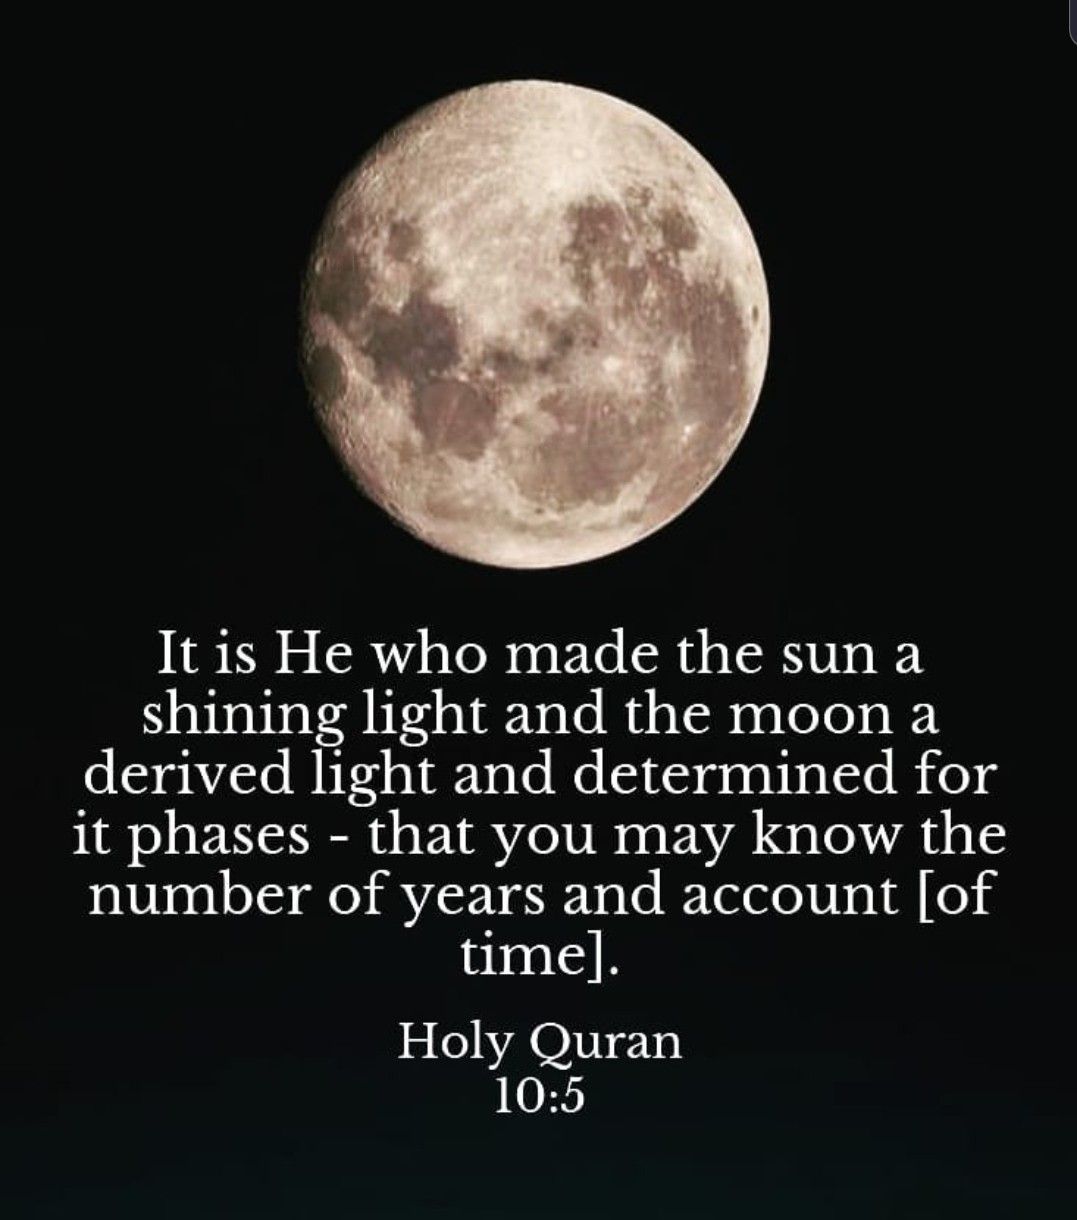 It is He who made the sun a
shining light and the moon a
derived light and determined for
it phases - that you may know the
number of years and account [of
time].
Holy Quran
10:5